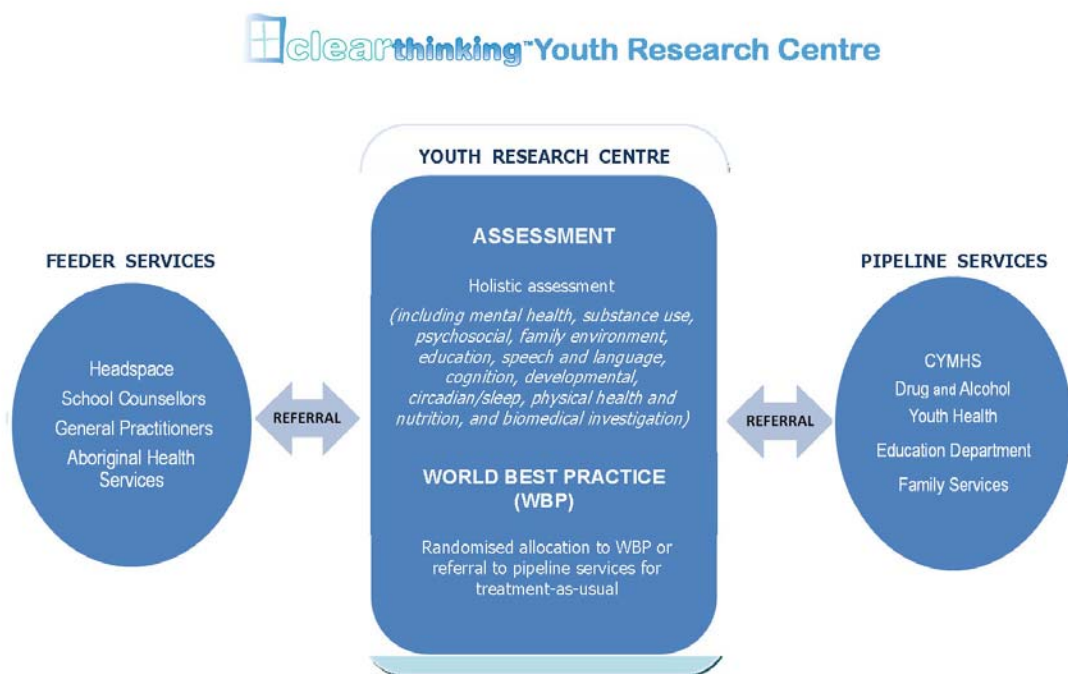 clearthinking™ Youth Research Centre
YOUTH RESEARCH CENTRE
FEEDER SERVICES
Headspace
School Counsellors
General Practitioners
Aboriginal Health
Services
REFERRAL
ASSESSMENT
Holistic assessment
(including mental health, substance use,
psychosocial, family environment,
education, speech and language,
cognition, developmental,
circadian/sleep, physical health and
nutrition, and biomedical investigation)
WORLD BEST PRACTICE
(WBP)
Randomised allocation to WBP or
referral to pipeline services for
treatment-as-usual
REFERRAL
PIPELINE SERVICES
CYMHS
Drug and Alcohol
Youth Health
Education Department
Family Services